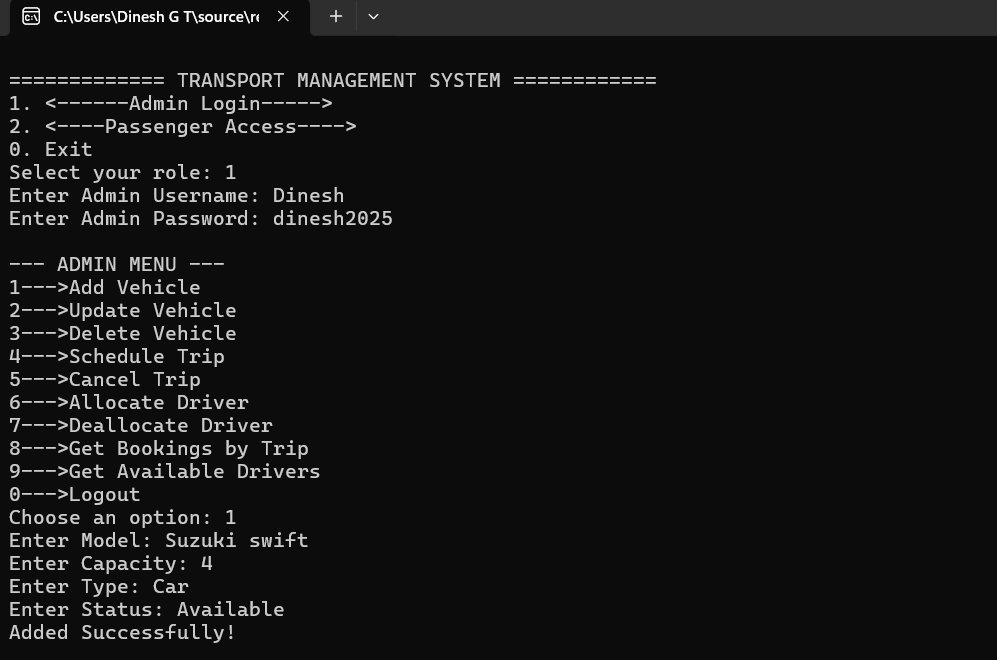 C:\Users\Dinesh G T\source\re
============= TRANSPORT MANAGEMENT SYSTEM ============
1. <------Admin Login----->
2. <----Passenger Access---->
0. Exit
Select your role: 1
Enter Admin Username: Dinesh
Enter Admin Password: dinesh2025
--- ADMIN MENU ---
1--->Add Vehicle
2--->Update Vehicle
3--->Delete Vehicle
4--->Schedule Trip
5--->Cancel Trip
6--->Allocate Driver
7--->Deallocate Driver
8--->Get Bookings by Trip
9--->Get Available Drivers
0--->Logout
Choose an option: 1
Enter Model: Suzuki swift
Enter Capacity: 4
Enter Type: Car
Enter Status: Available
Added Successfully!